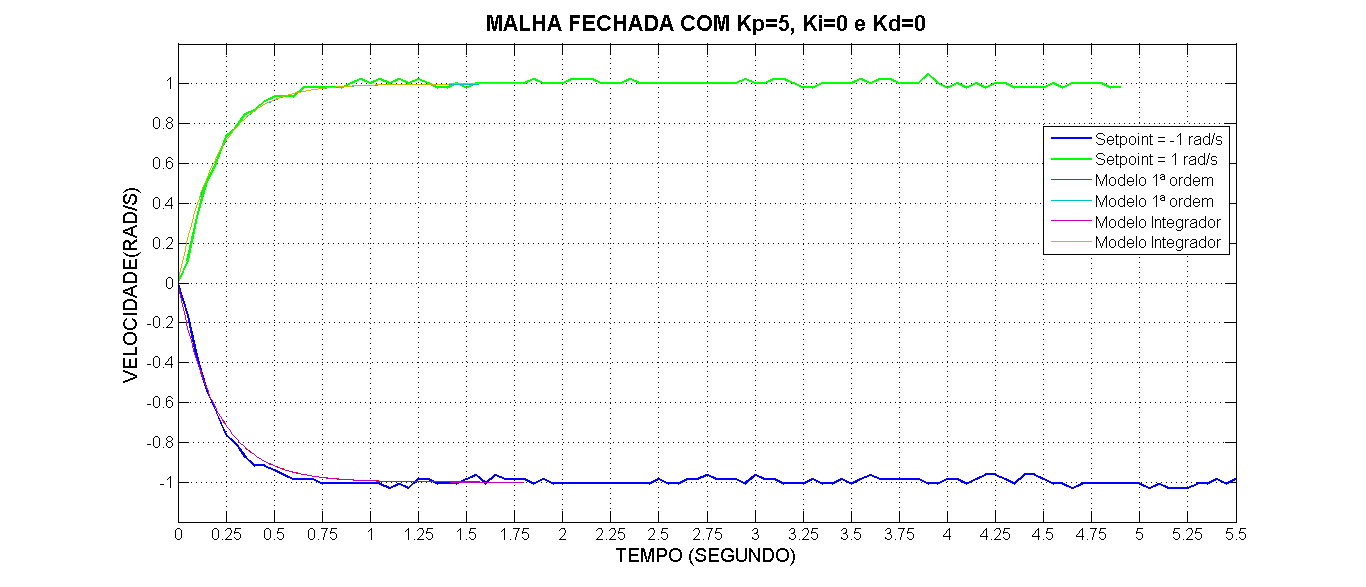 MALHA FECHADA COM Kp=5, Ki=0 e Kd=0
VELOCIDADE(RAD/S)
1
0.8
0.6
0.4
0.2
0
-0.2
-0.4
-0.6
-0.8
-1
Setpoint = -1 rad/s
Setpoint = 1 rad/s
Modelo 1ª ordem
Modelo 1ª ordem
Modelo Integrador
Modelo Integrador
0 0.25 0.5 0.75 1 1.25 1.5 1.75 2 2.25 2.5 2.75 3 3.25 3.5 3.75 4 4.25 4.5 4.75 5 5.25 5.5
TEMPO (SEGUNDO)